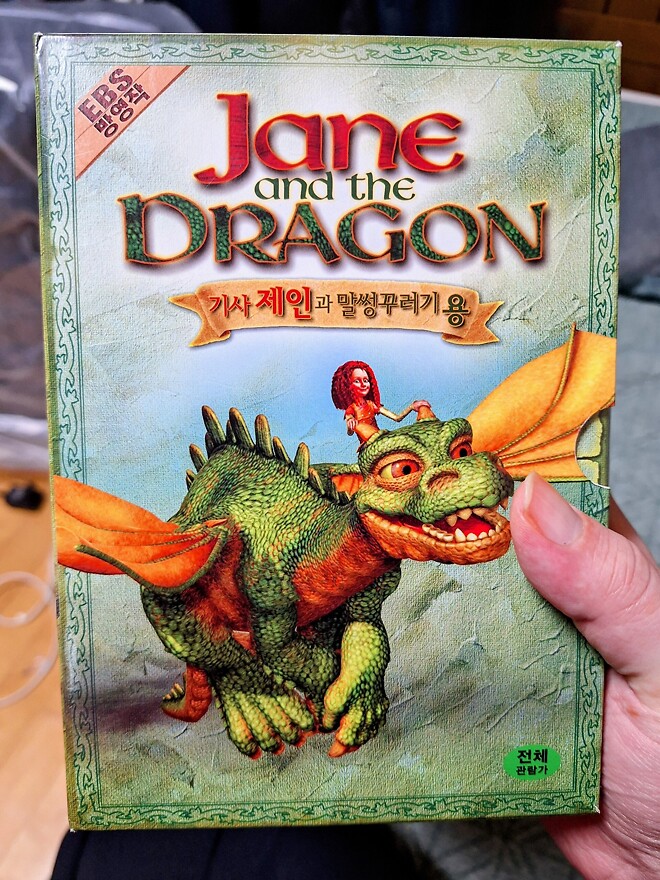 EBS
방영작
Jane
and the
DRAGON
기사 제인과 말썽꾸러기 용
전체
관람가